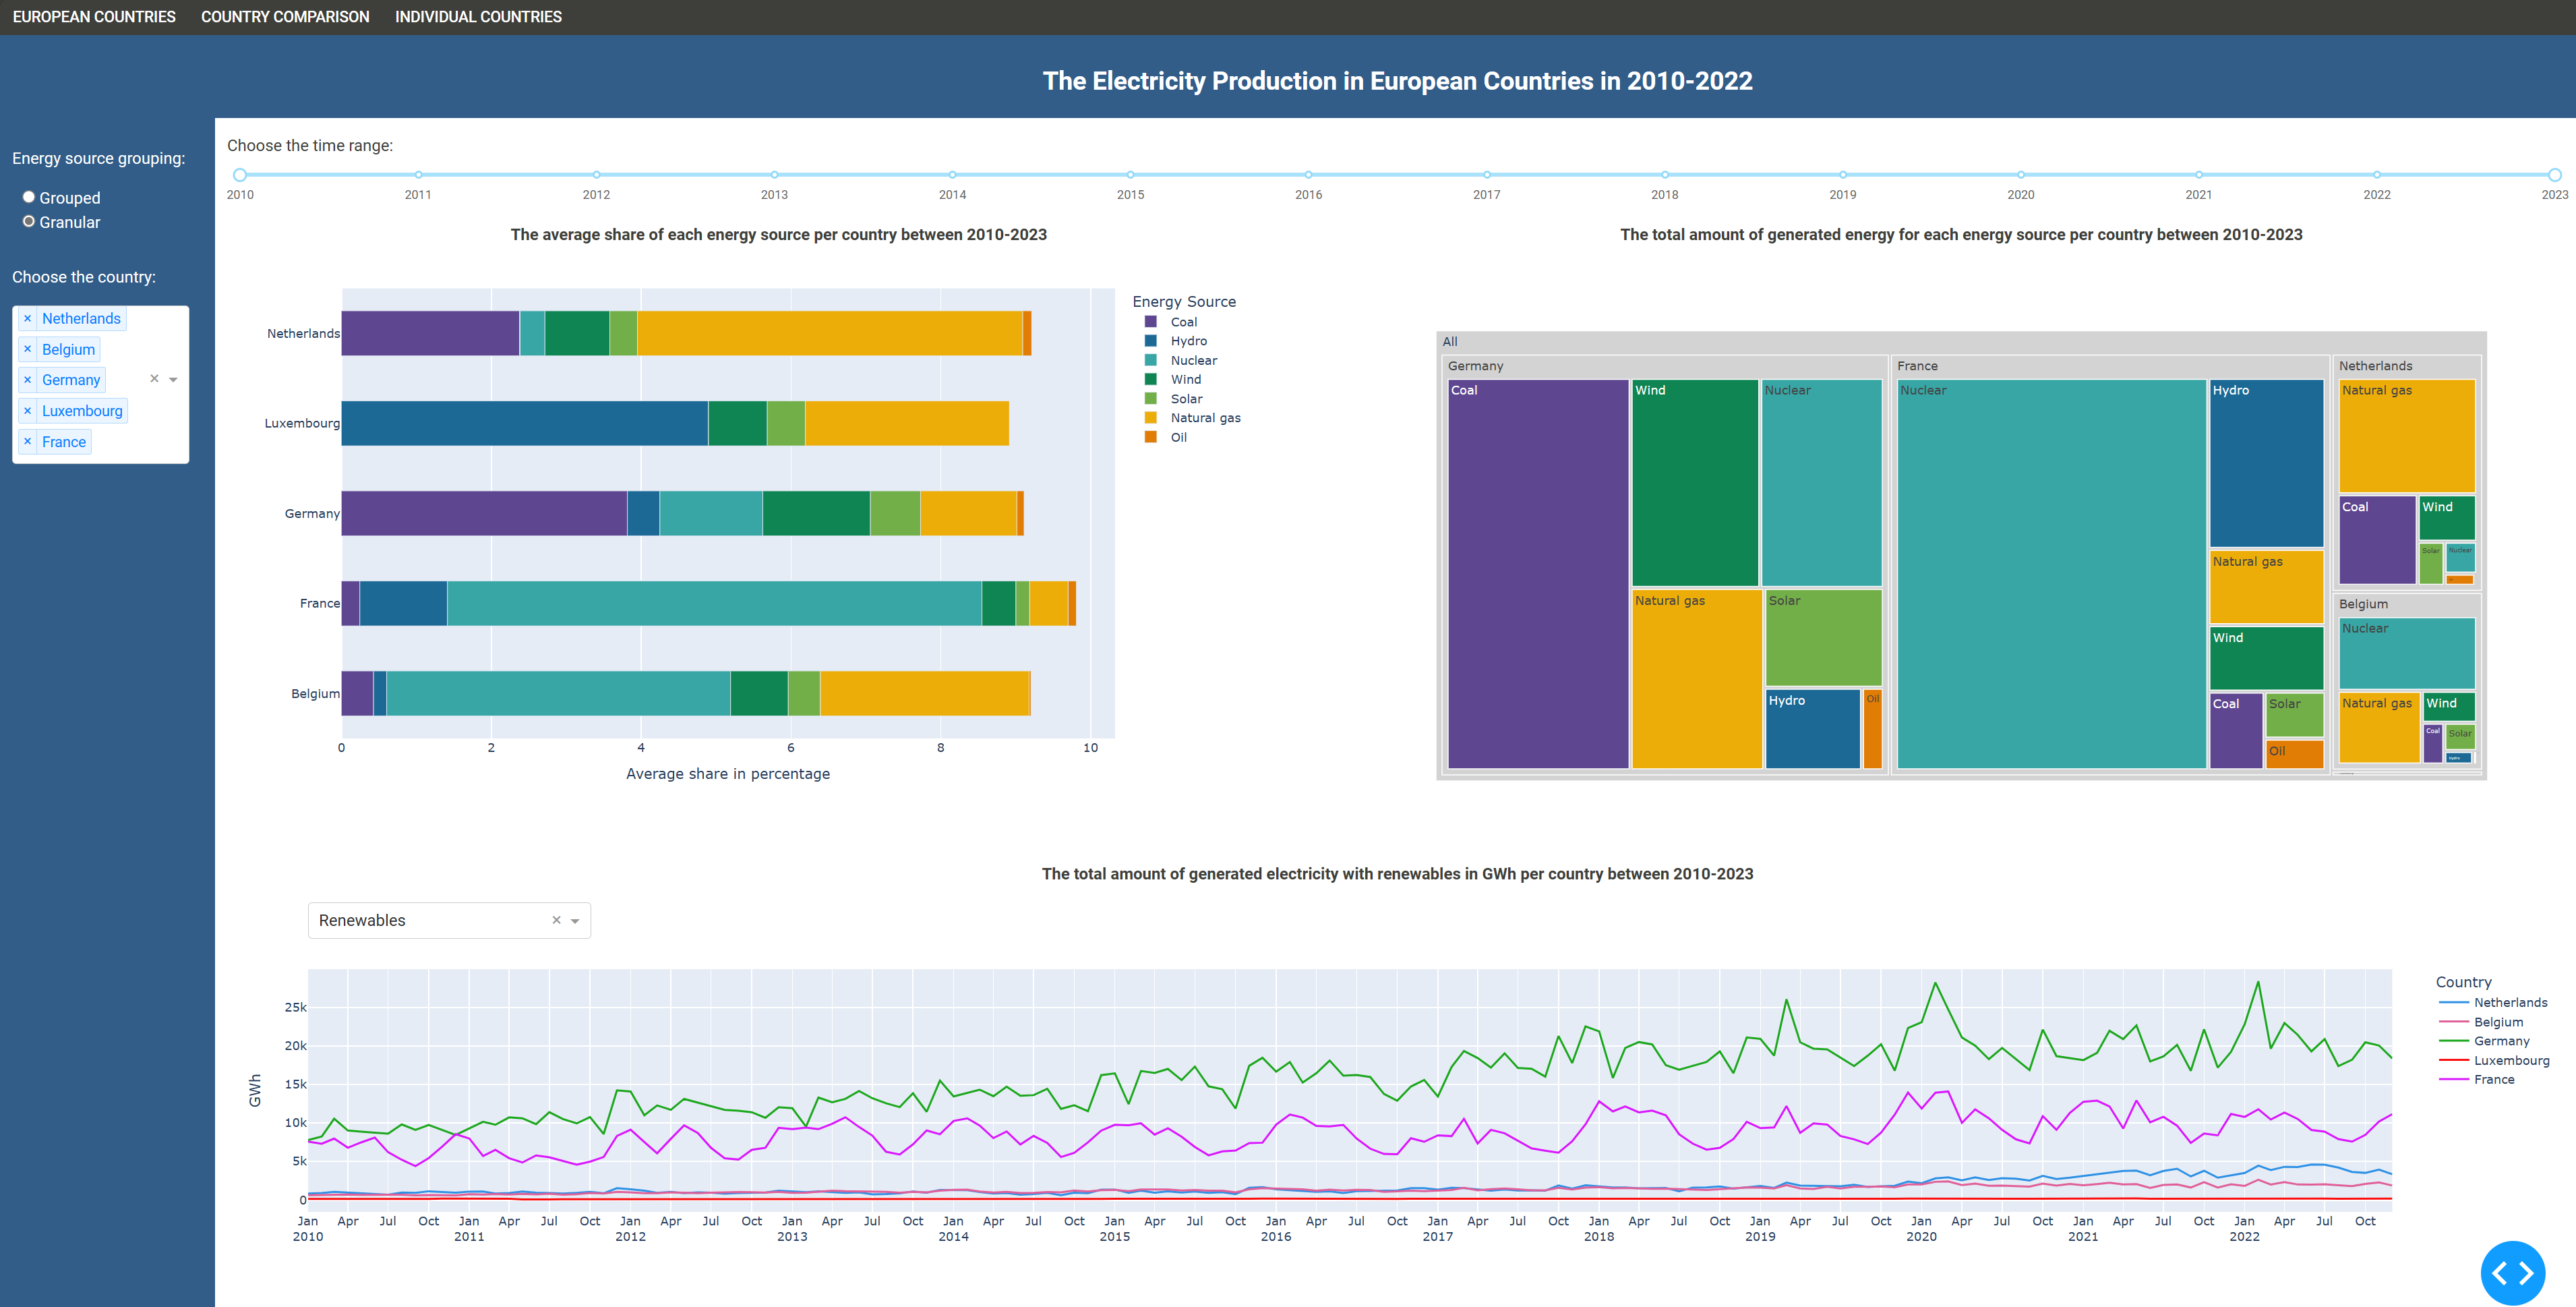 EUROPEAN COUNTRIES COUNTRY COMPARISON INDIVIDUAL COUNTRIES
The Electricity Production in European Countries in 2010-2022
Energy source grouping:
Grouped
Granular
Choose the country:
× Netherlands
× Belgium
× Germany
× Luxembourg
× France
Choose the time range:
2010 2011 2012 2013 2014 2015 2016 2017 2018 2019 2020 2021 2022 2023
The average share of each energy source per country between 2010-2023
Netherlands
Luxembourg
Germany
France
Belgium
0 2 4 6 8 10
Average share in percentage
Energy Source
Coal
Hydro
Nuclear
Wind
Solar
Natural gas
Oil
The total amount of generated energy for each energy source per country between 2010-2023
All
Germany
Coal
Wind
Nuclear
Natural gas
Solar
Hydro
Oil
France
Nuclear
Hydro
Natural gas
Wind
Coal
Solar
Oil
Netherlands
Natural gas
Coal
Wind
Solar
Nuclear
Belgium
Nuclear
Natural gas
Wind
Coal
Solar
Hydro
The total amount of generated electricity with renewables in GWh per country between 2010-2023
Renewables
GWh
25k
20k
15k
10k
5k
0
Jan Apr Jul Oct Jan Apr Jul Oct Jan Apr Jul Oct Jan Apr Jul Oct Jan Apr Jul Oct Jan Apr Jul Oct Jan Apr Jul Oct Jan Apr Jul Oct Jan Apr Jul Oct Jan Apr Jul Oct Jan Apr Jul Oct Jan Apr Jul Oct Jan Apr Jul Oct
2010 2011 2012 2013 2014 2015 2016 2017 2018 2019 2020 2021 2022
Country
Netherlands
Belgium
Germany
Luxembourg
France